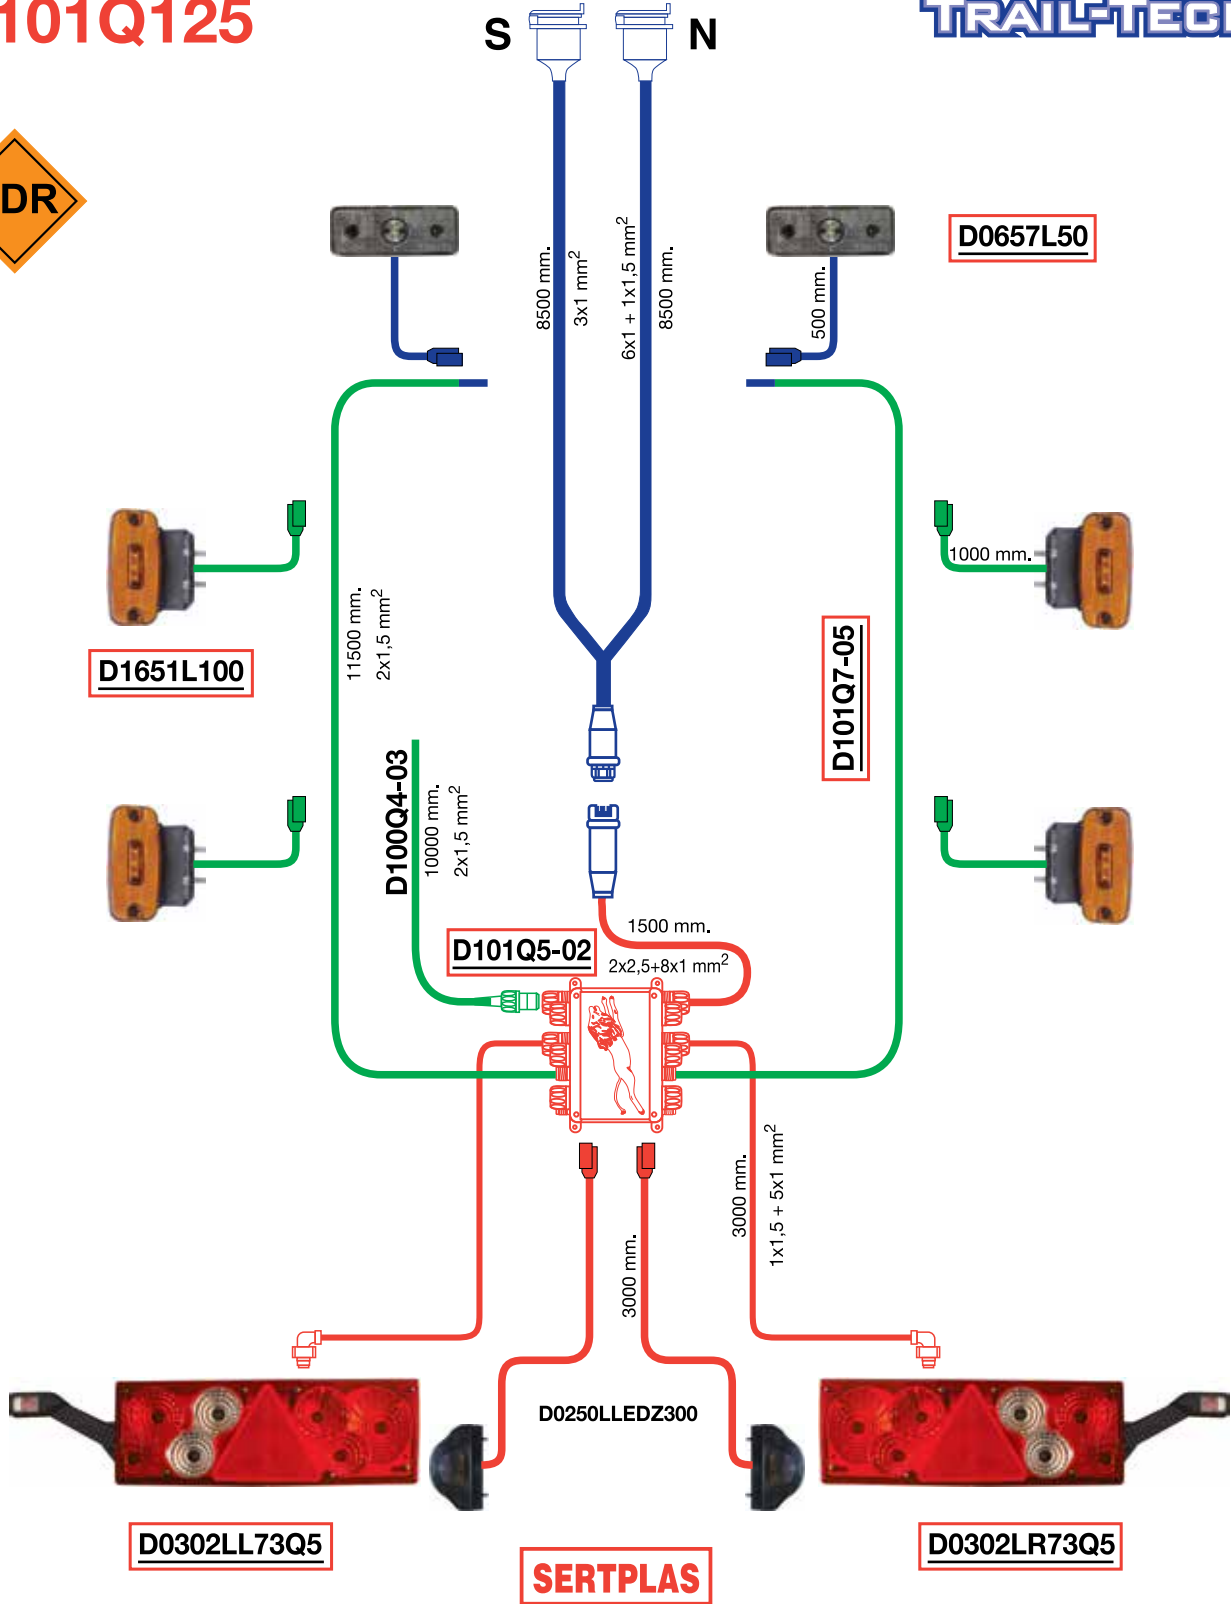 101Q125
S
N
TRAIL-TEC
DR
D0657L50
8500 mm.
3x1 mm²
6x1 + 1x1,5 mm²
8500 mm.
500 mm.
1000 mm.
D1651L100
11500 mm.
2x1,5 mm²
D101Q7-05
D100Q4-03
10000 mm.
2x1,5 mm²
1500 mm.
D101Q5-02
2x2,5+8x1 mm²
3000 mm.
1x1,5 + 5x1 mm²
3000 mm.
D0250LLEDZ300
D0302LL73Q5
D0302LR73Q5
SERTPLAS